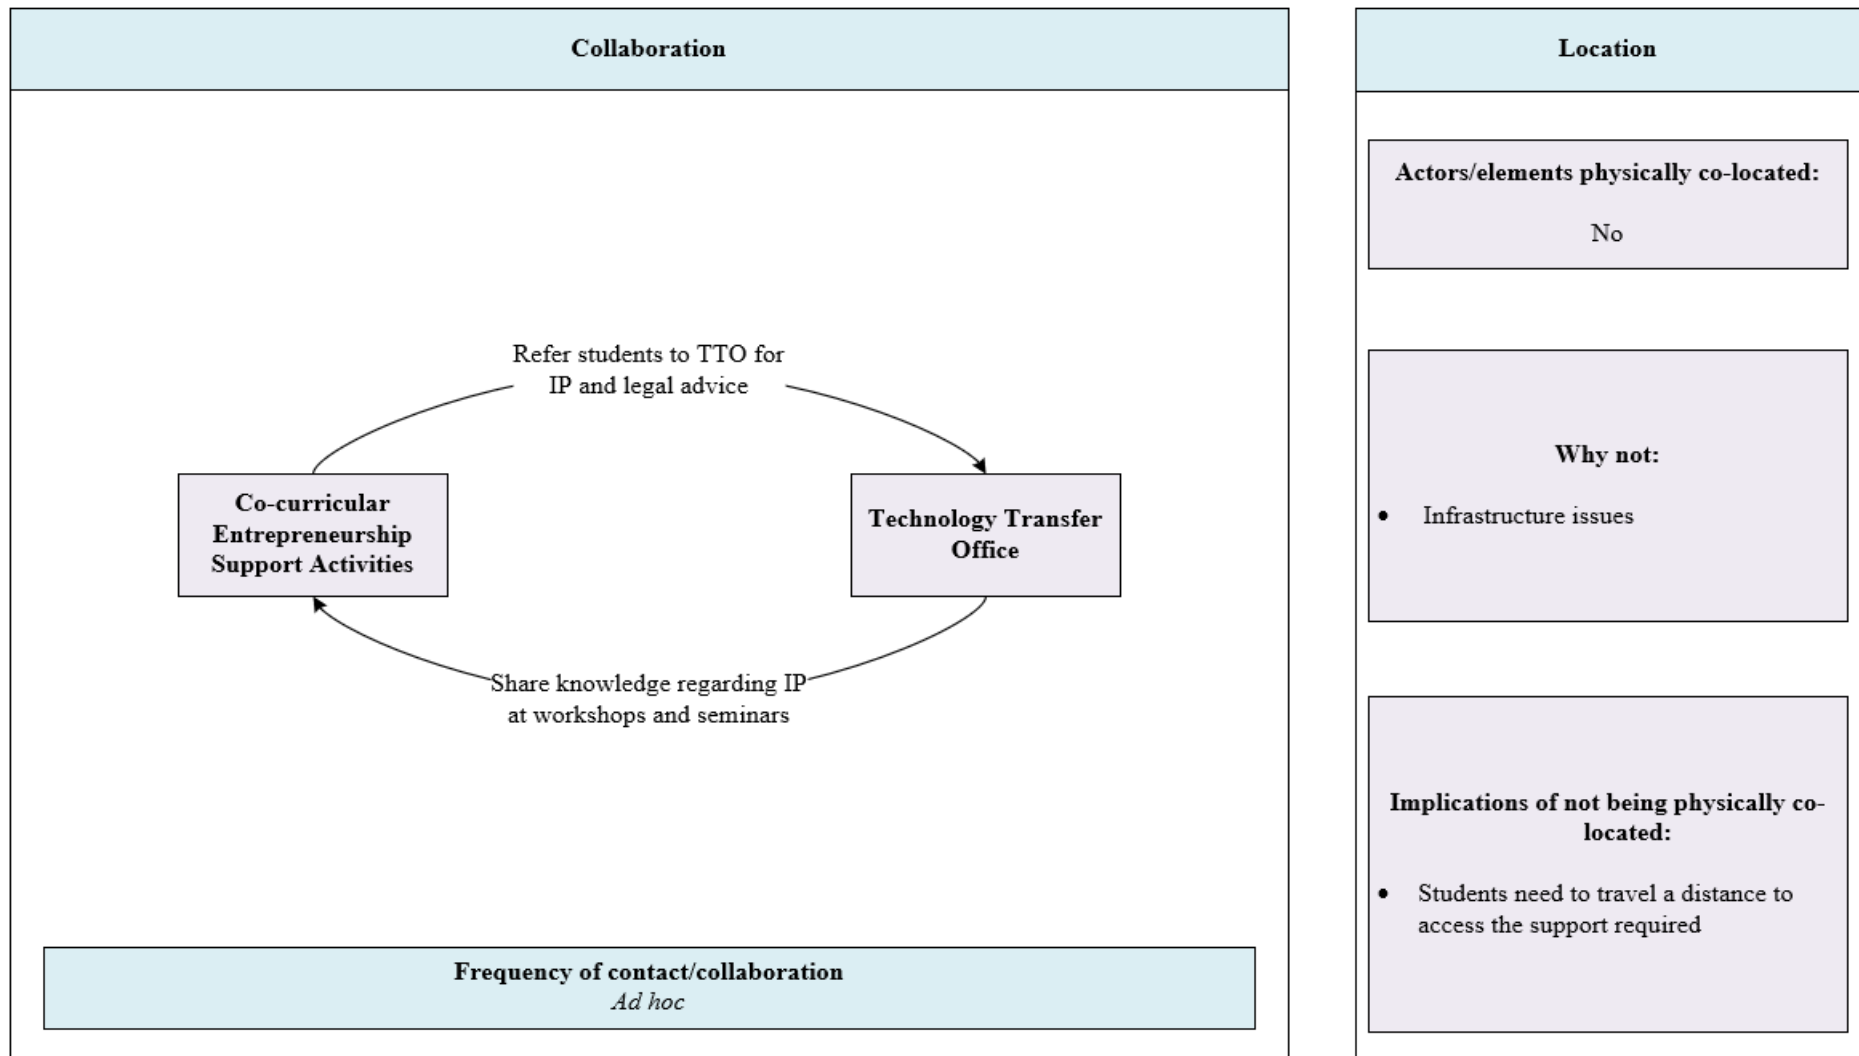 Collaboration
Refer students to TTO for
IP and legal advice
Co-curricular
Entrepreneurship
Support Activities
Technology Transfer
Office
Share knowledge regarding IP
at workshops and seminars
Frequency of contact/collaboration
Ad hoc
Location
Actors/elements physically co-located:
No
Why not:
• Infrastructure issues
Implications of not being physically co-
located:
• Students need to travel a distance to
access the support required